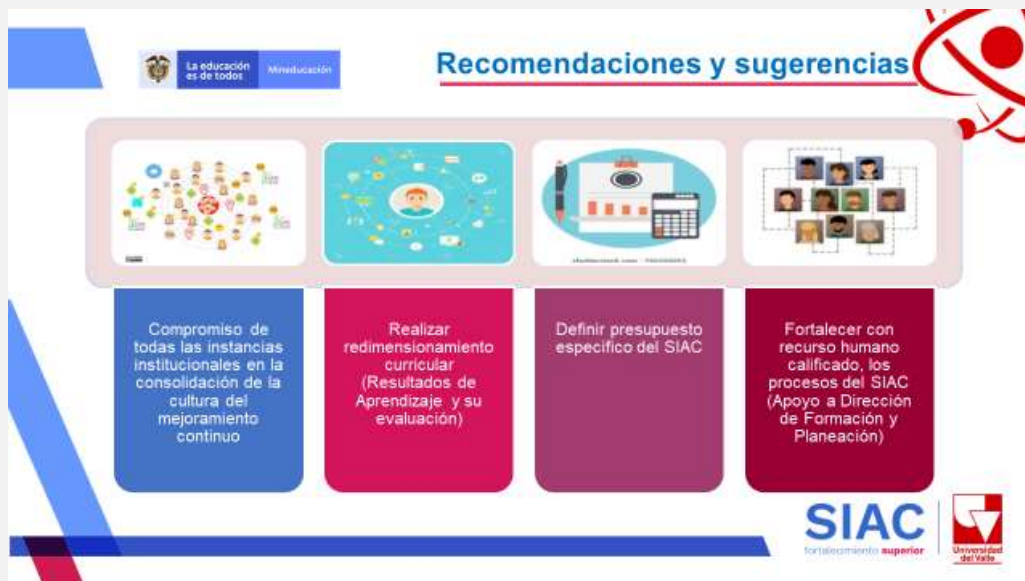 La educación
es de todos
Mineducación
Recomendaciones y sugerencias
Compromiso de
todas las instancias
institucionales en la
consolidación de la
cultura del
mejoramiento
continuo
Realizar
redimensionamiento
curricular
(Resultados de
Aprendizaje y su
evaluación)
Definir presupuesto
especifico del SIAC
Fortalecer con
recurso humano
calificado, los
procesos del SIAC
(Apoyo a Dirección
de Formación y
Planeación)
SIAC
fortalecimiento superior
Universidad
del Valle